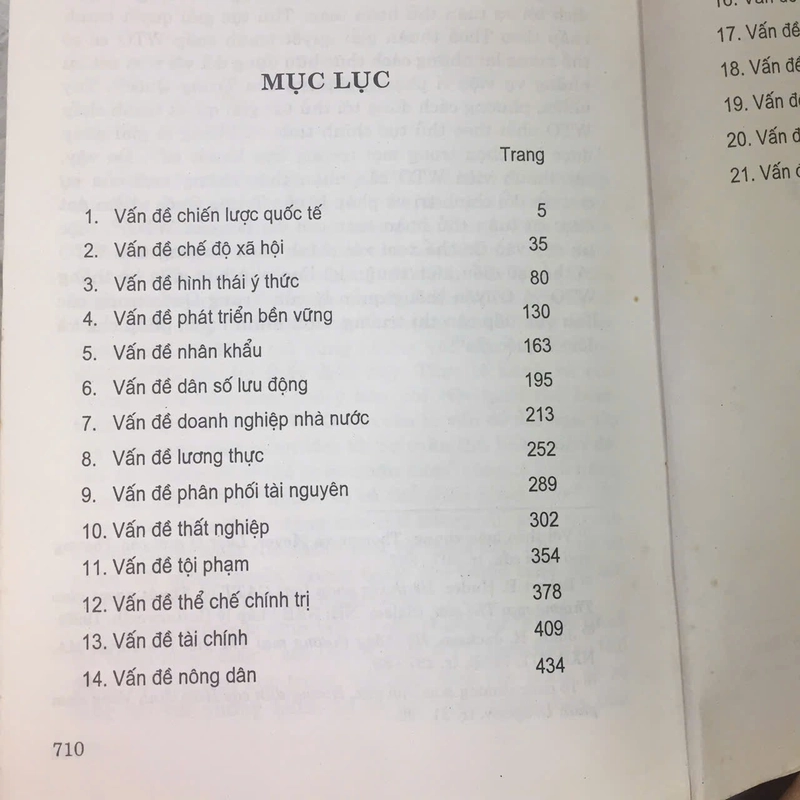 MỤC LỤC
Trang
1. Vấn đề chiến lược quốc tế 5
2. Vấn đề chế độ xã hội 35
3. Vấn đề hình thái ý thức 80
4. Vấn đề phát triển bền vững 130
5. Vấn đề nhân khẩu 163
6. Vấn đề dân số lưu động 195
7. Vấn đề doanh nghiệp nhà nước 213
8. Vấn đề lương thực 252
9. Vấn đề phân phối tài nguyên 289
10. Vấn đề thất nghiệp 302
11. Vấn đề tội phạm 354
12. Vấn đề thể chế chính trị 378
13. Vấn đề tài chính 409
14. Vấn đề nông dân 434
710
16. Vấn đề
17. Vấn đề
18. Vấn đề
19. Vấn đề
20. Vấn đ
21. Vấn đ